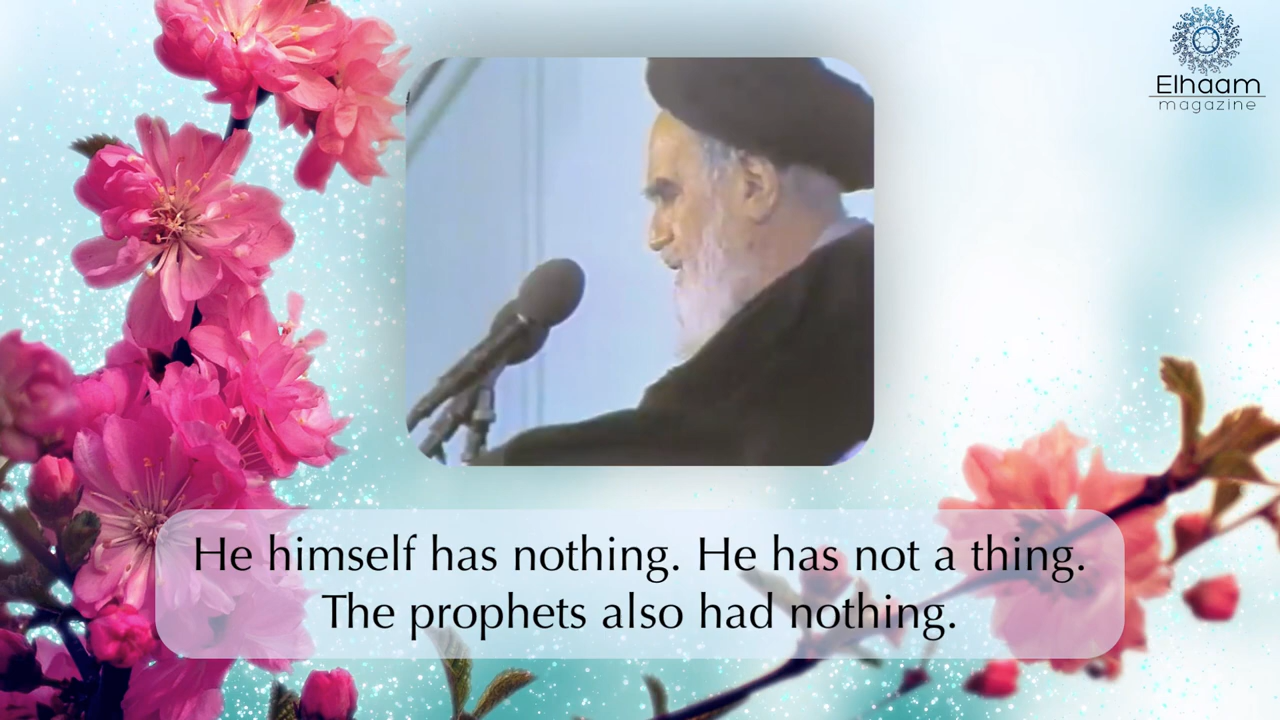 Elhaam
magazine
He himself has nothing. He has not a thing.
The prophets also had nothing.